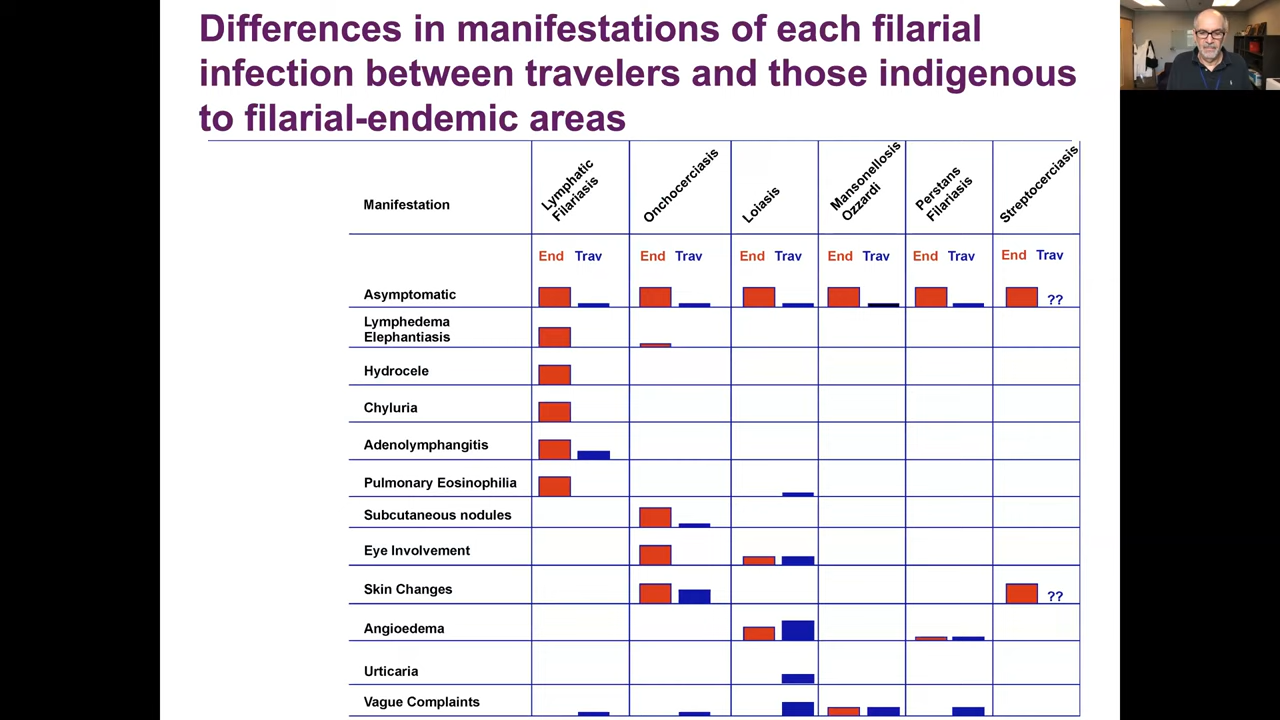 Differences in manifestations of each filarial
infection between travelers and those indigenous
to filarial-endemic areas
Manifestation
Lymphatic
Filariasis
Onchocerciasis
Loiasis
Mansonellosis
Ozzardi
Perstans
Filariasis
Streptocerciasis
End Trav End Trav End Trav End Trav End Trav End Trav
Asymptomatic
??
Lymphedema
Elephantiasis
Hydrocele
Chyluria
Adenolymphangitis
Pulmonary Eosinophilia
Subcutaneous nodules
Eye Involvement
Skin Changes
??
Angioedema
Urticaria
Vague Complaints